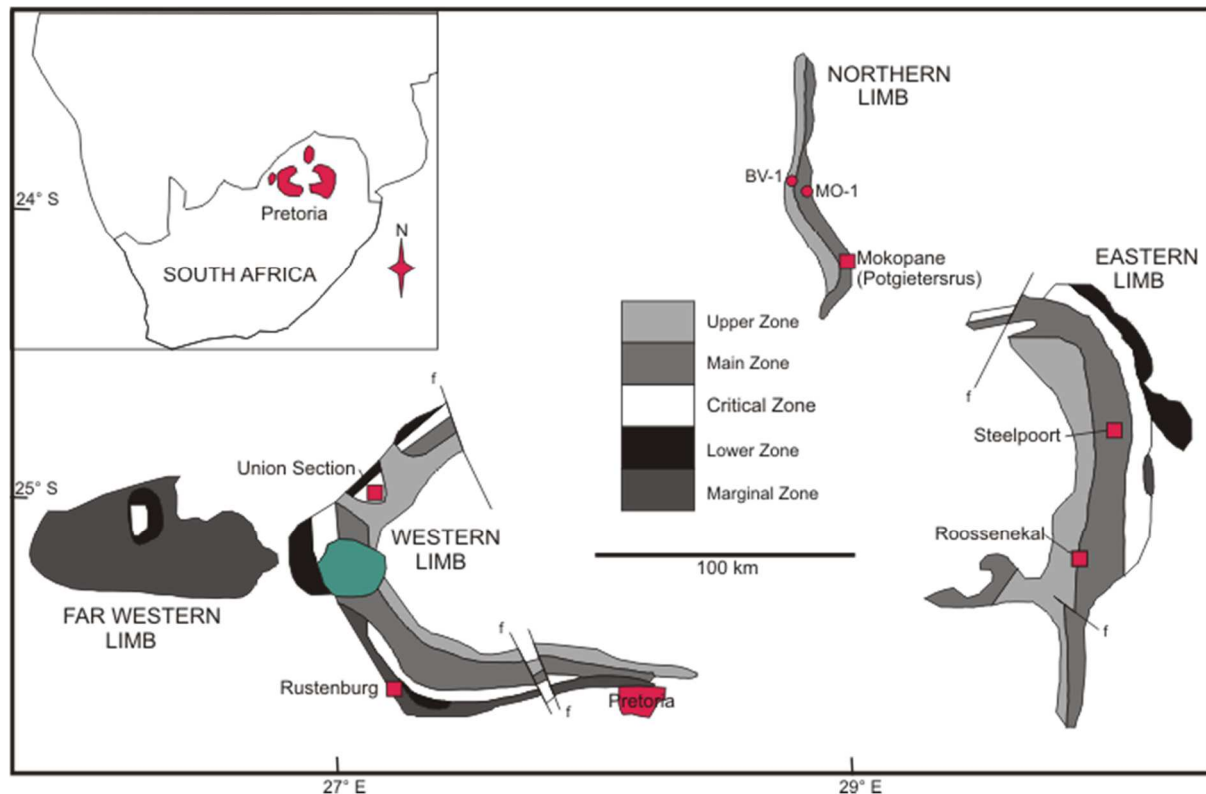 24° S
Pretoria
N
SOUTH AFRICA
NORTHERN
LIMB
BV-1
MO-1
Mokopane
(Potgietersrus)
EASTERN
LIMB
Upper Zone
Main Zone
Critical Zone
Lower Zone
Marginal Zone
f
f
Steelpoort
Union Section
25° S
WESTERN
LIMB
100 km
Roossenekal
FAR WESTERN
LIMB
f
f
f
Rustenburg
Pretoria
27° E
29° E